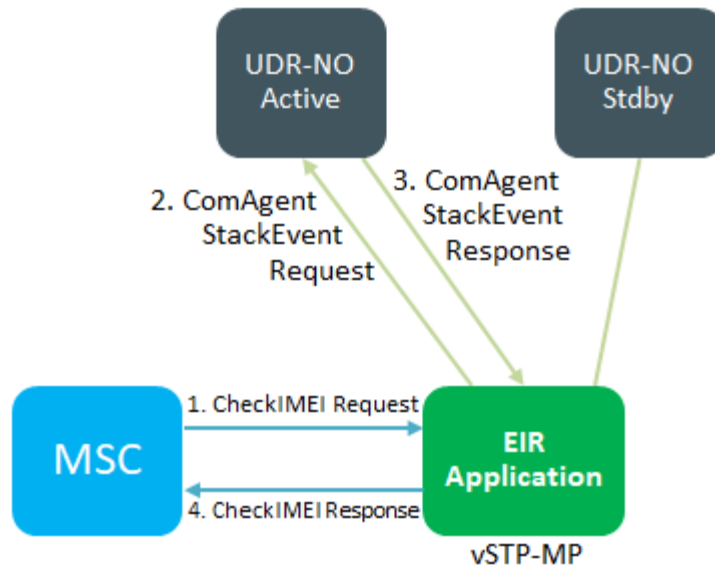 UDR-NO
Active
UDR-NO
Stdby
2. ComAgent
StackEvent
Request
3. ComAgent
StackEvent
Response
MSC
1. CheckIMEI Request
4. CheckIMEI Response
EIR
Application
vSTP-MP